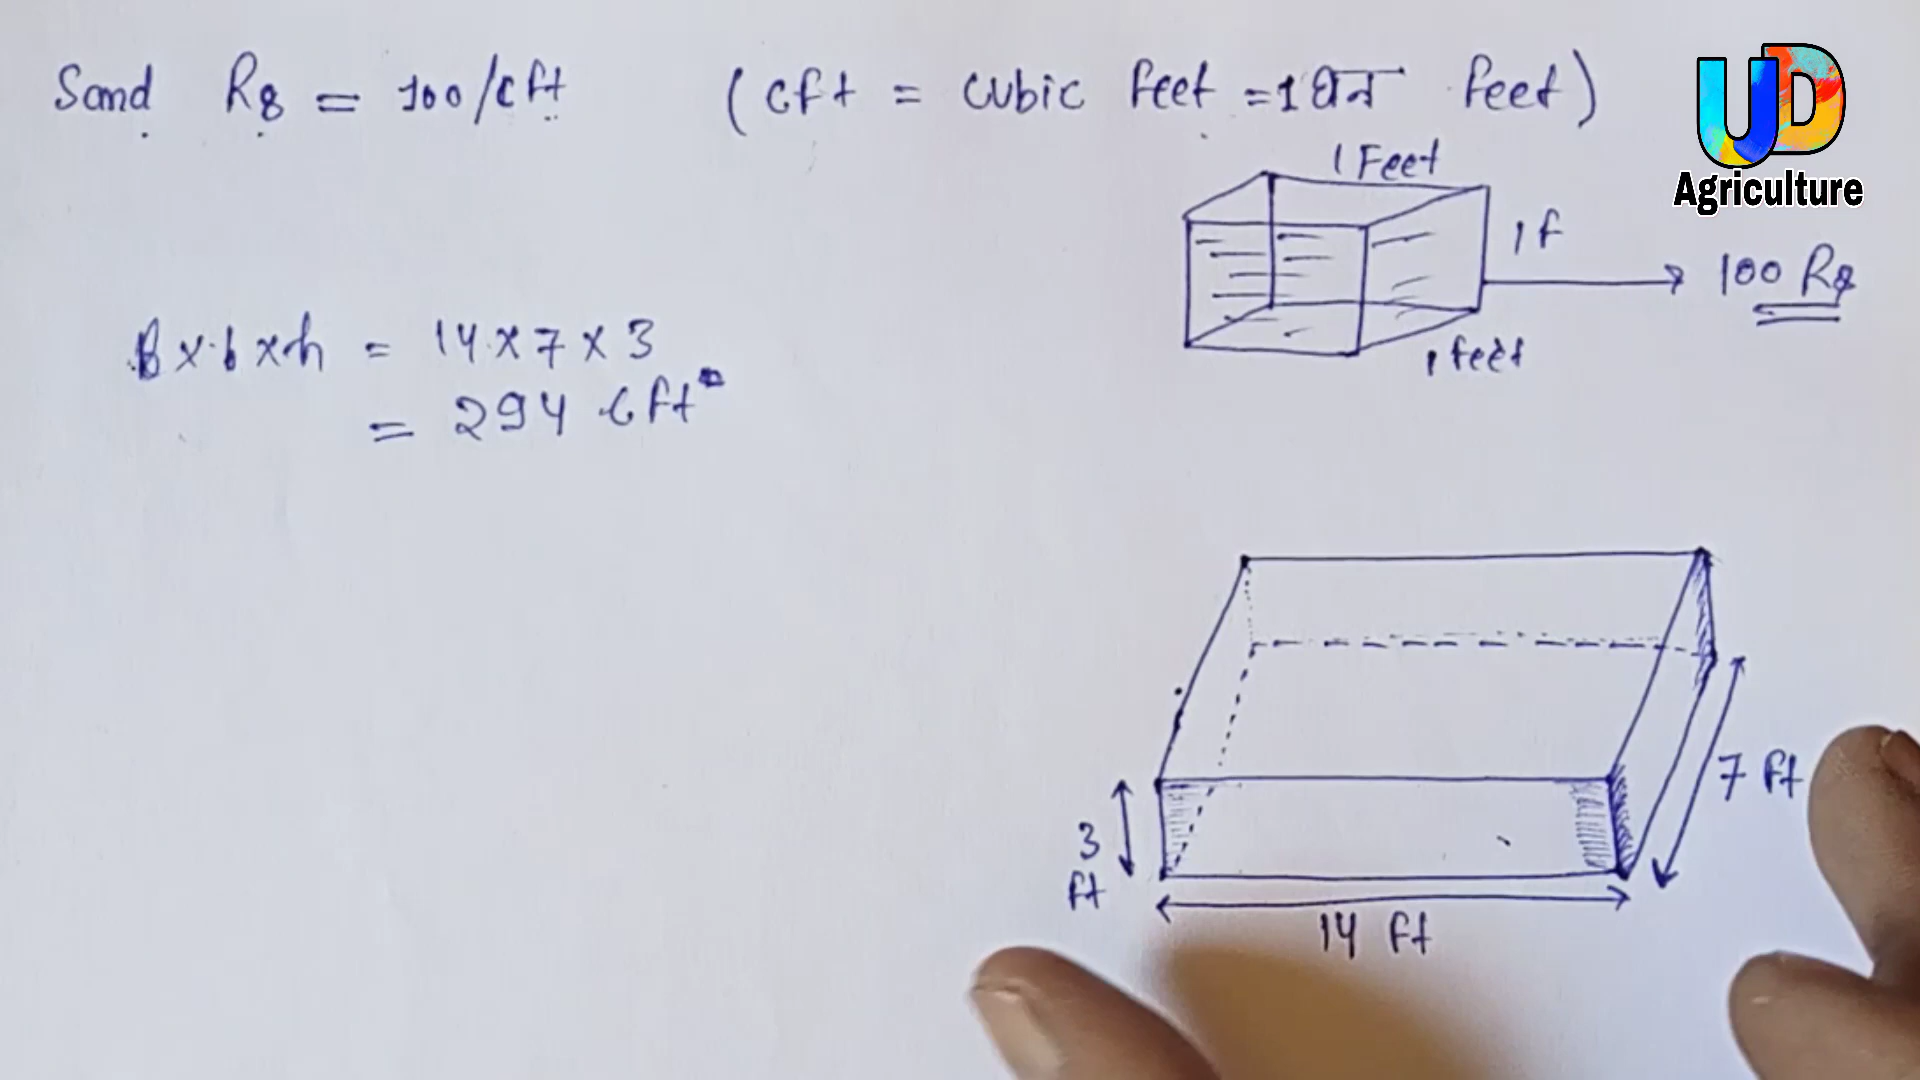 Sand Rs = 100/cft (cft = cubic feet = 1 घन feet)
UD
Agriculture
1 Feet
1 f
100 Rs
1 feet
l x b x h = 14 x 7 x 3
= 294 cft
7 ft
3
ft
14 ft